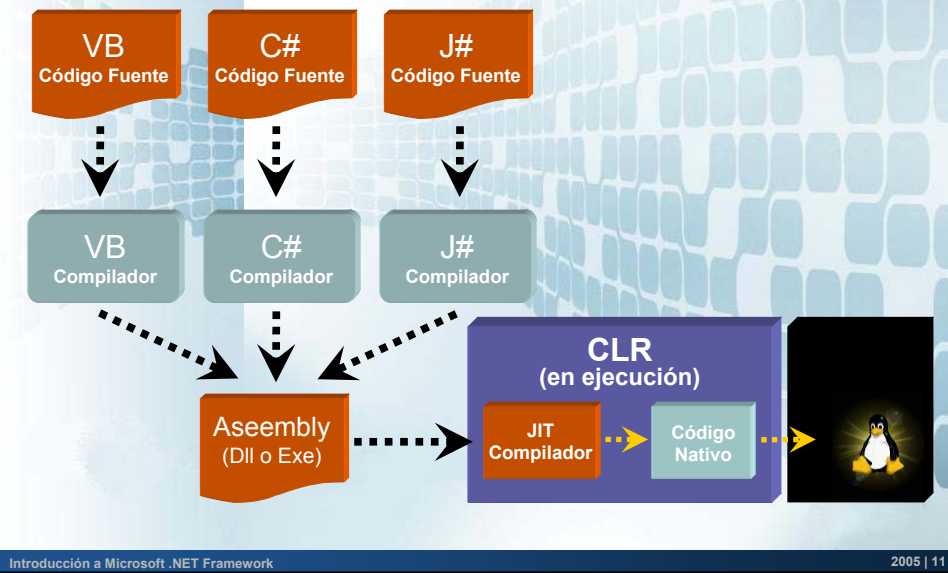 VB
Código Fuente
C#
Código Fuente
J#
Código Fuente
VB
Compilador
C#
Compilador
J#
Compilador
Aseembly
(Dll o Exe)
CLR
(en ejecución)
JIT
Compilador
Código
Nativo
Introducción a Microsoft .NET Framework
2005 | 11